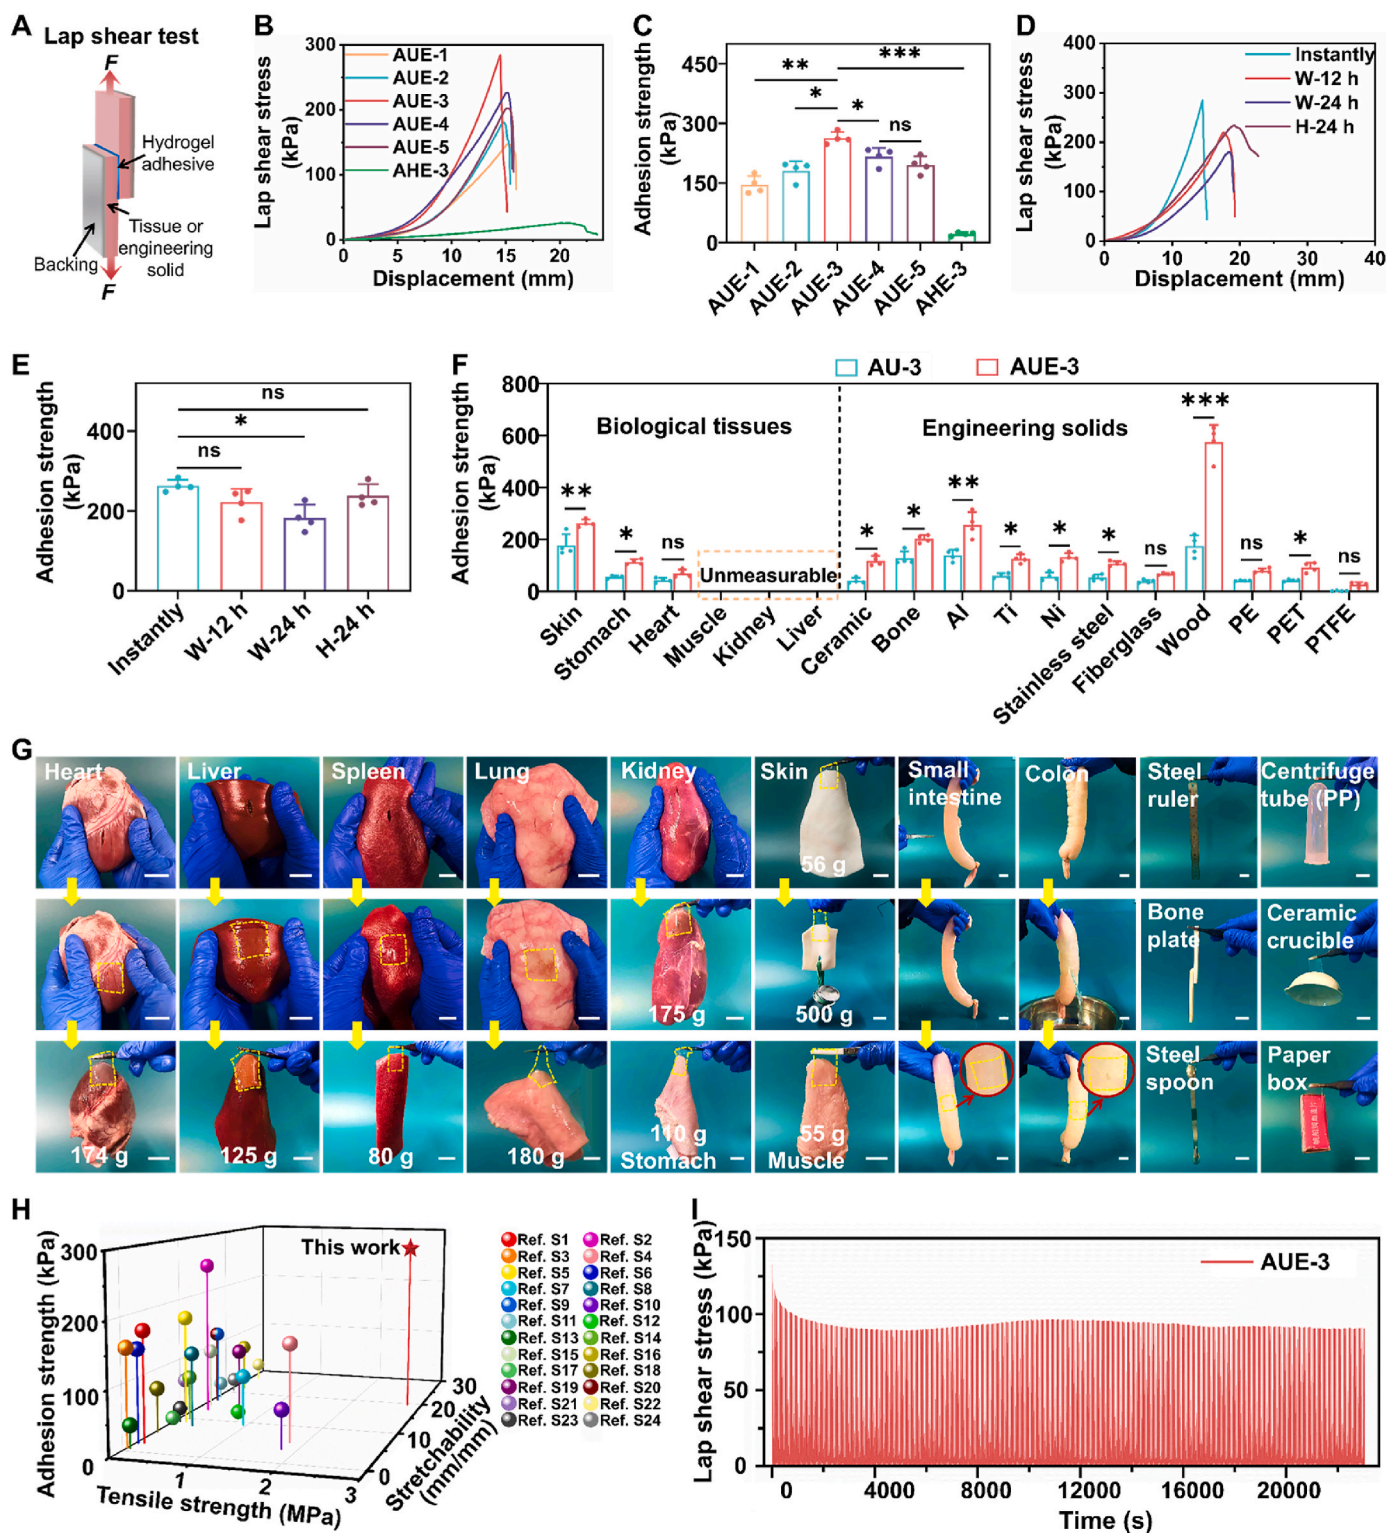 A
Lap shear test
F
Hydrogel
adhesive
Tissue or
engineering
solid
Backing
F
B
Lap shear stress
(kPa)
300
200
100
0
AUE-1
AUE-2
AUE-3
AUE-4
AUE-5
AHE-3
0 5 10 15 20
Displacement (mm)
C
Adhesion strength
(kPa)
450
300
150
0
** *** * * ns
AUE-1 AUE-2 AUE-3 AUE-4 AUE-5 AHE-3
D
Lap shear stress
(kPa)
400
300
200
100
0
Instantly
W-12 h
W-24 h
H-24 h
0 10 20 30 40
Displacement (mm)
E
Adhesion strength
(kPa)
400
200
0
ns
*
ns
Instantly W-12 h W-24 h H-24 h
F
AU-3 AUE-3
Adhesion strength
(kPa)
800
600
400
200
0
Biological tissues
Engineering solids
** * ns
Unmeasurable
* * ** * * * ns *** ns * ns
Skin Stomach Heart Muscle Kidney Liver Ceramic Bone Al Ti Ni Stainless steel Fiberglass Wood PE PET PTFE
G
Heart Liver Spleen Lung Kidney Skin Small
intestine
Colon Steel
ruler
Centrifuge
tube (PP)
56 g
175 g 500 g
Bone
plate
Ceramic
crucible
174 g 125 g 80 g 180 g
110 g
Stomach
55 g
Muscle
Steel
spoon
Paper
box
H
Adhesion strength (kPa)
300
200
100
0
This work
1 2 3
Tensile strength (MPa)
0 10 20 30
Stretchability
(mm/mm)
Ref. S1 Ref. S2
Ref. S3 Ref. S4
Ref. S5 Ref. S6
Ref. S7 Ref. S8
Ref. S9 Ref. S10
Ref. S11 Ref. S12
Ref. S13 Ref. S14
Ref. S15 Ref. S16
Ref. S17 Ref. S18
Ref. S19 Ref. S20
Ref. S21 Ref. S22
Ref. S23 Ref. S24
I
Lap shear stress (kPa)
150
100
50
0
AUE-3
0 4000 8000 12000 16000 20000
Time (s)